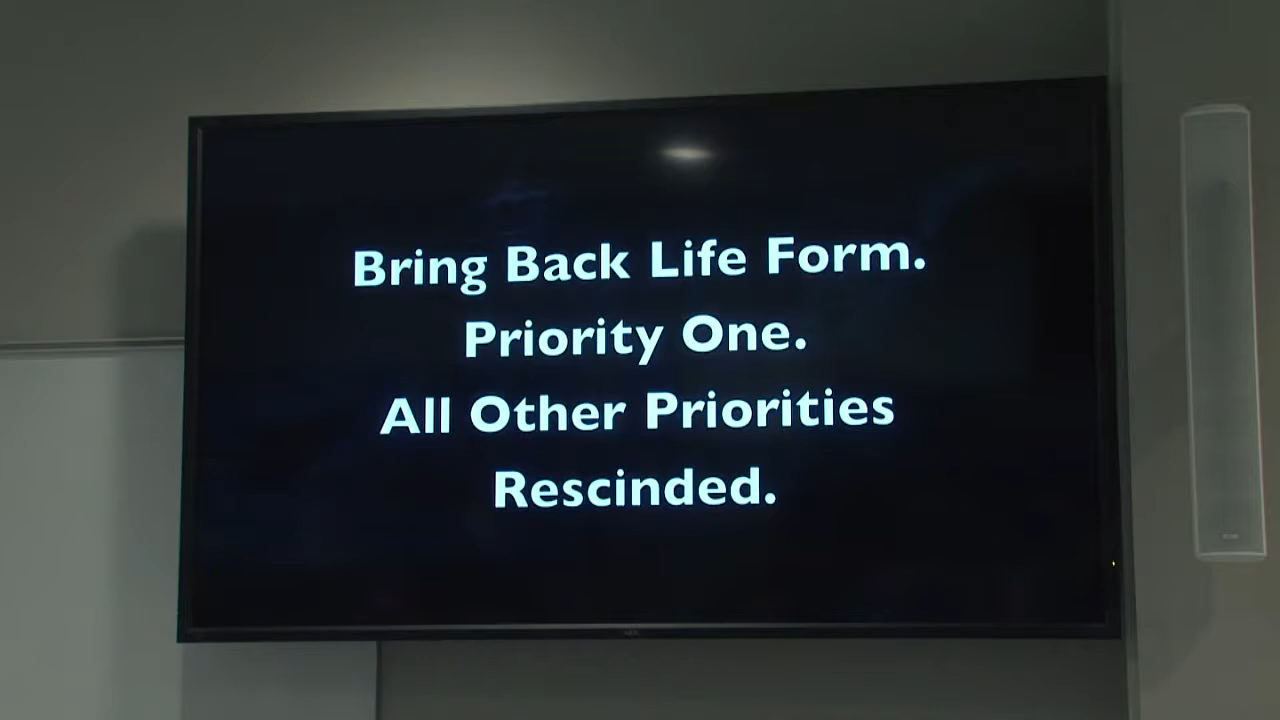 Bring Back Life Form.
Priority One.
All Other Priorities
Rescinded.